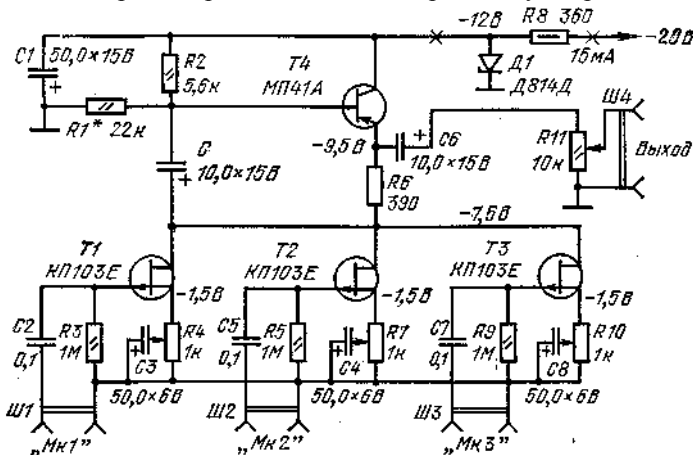 -12В
R8 360
C1
50,0×15В
R2
5,6к
T4
МП41А
Д1
Д814Д
15мА
-20В
R1* 22к
-9,5В
C6
10,0×15В
Ш4
R11
10к
Выход
С
10,0×15В
R6
390
-7,5В
T1
КП103Е
T2
КП103Е
T3
КП103Е
-1,5В
-1,5В
-1,5В
C2
0,1
R3
1М
C3
R4
1к
C5
0,1
R5
1М
C4
R7
1к
C7
0,1
R9
1М
C8
R10
1к
50,0×6В
50,0×6В
50,0×6В
Ш1
Ш2
Ш3
„Мк1”
„Мк2”
„Мк3”